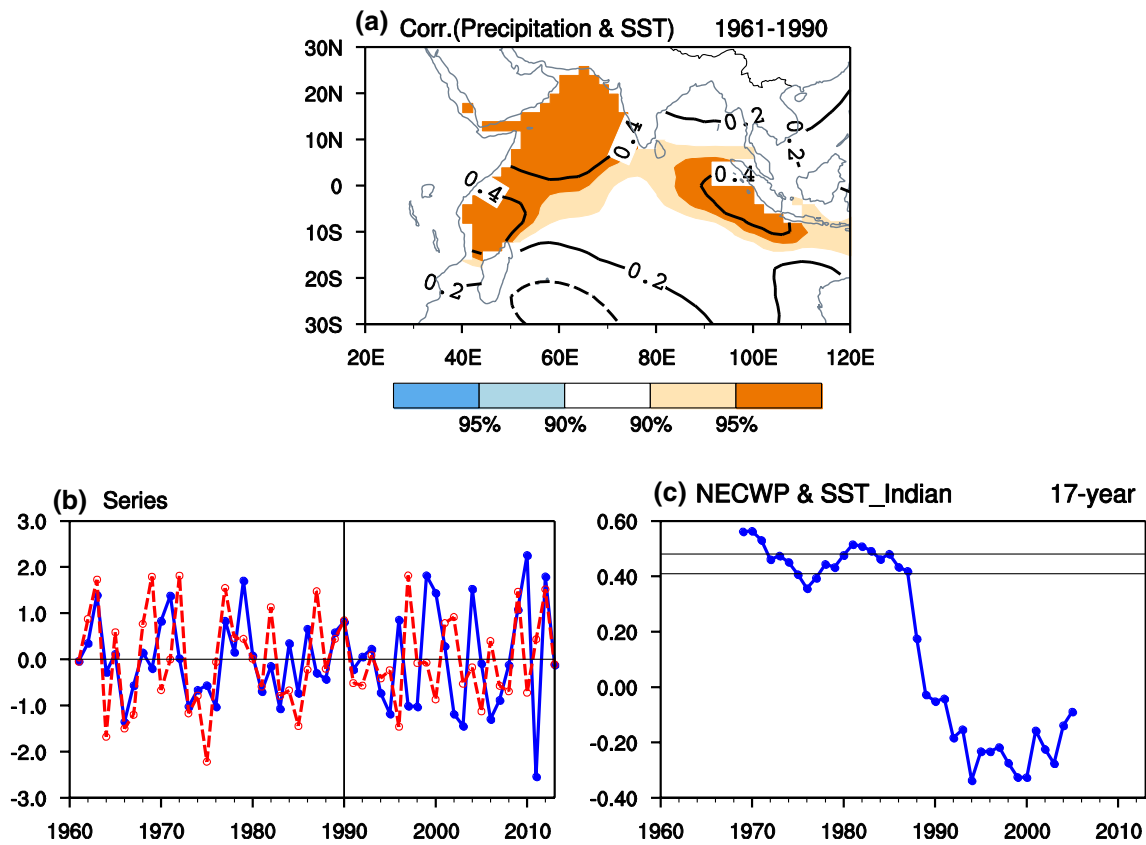 (a) Corr.(Precipitation & SST) 1961-1990
30N
20N
10N
0
10S
20S
30S
0.4
0.2
0.2-
0.4
0.4
0.2
0.2
20E 40E 60E 80E 100E 120E
95% 90% 90% 95%
(b) Series
3.0
2.0
1.0
0.0
-1.0
-2.0
-3.0
1960 1970 1980 1990 2000 2010
(c) NECWP & SST_Indian 17-year
0.60
0.40
0.20
0.00
-0.20
-0.40
1960 1970 1980 1990 2000 2010